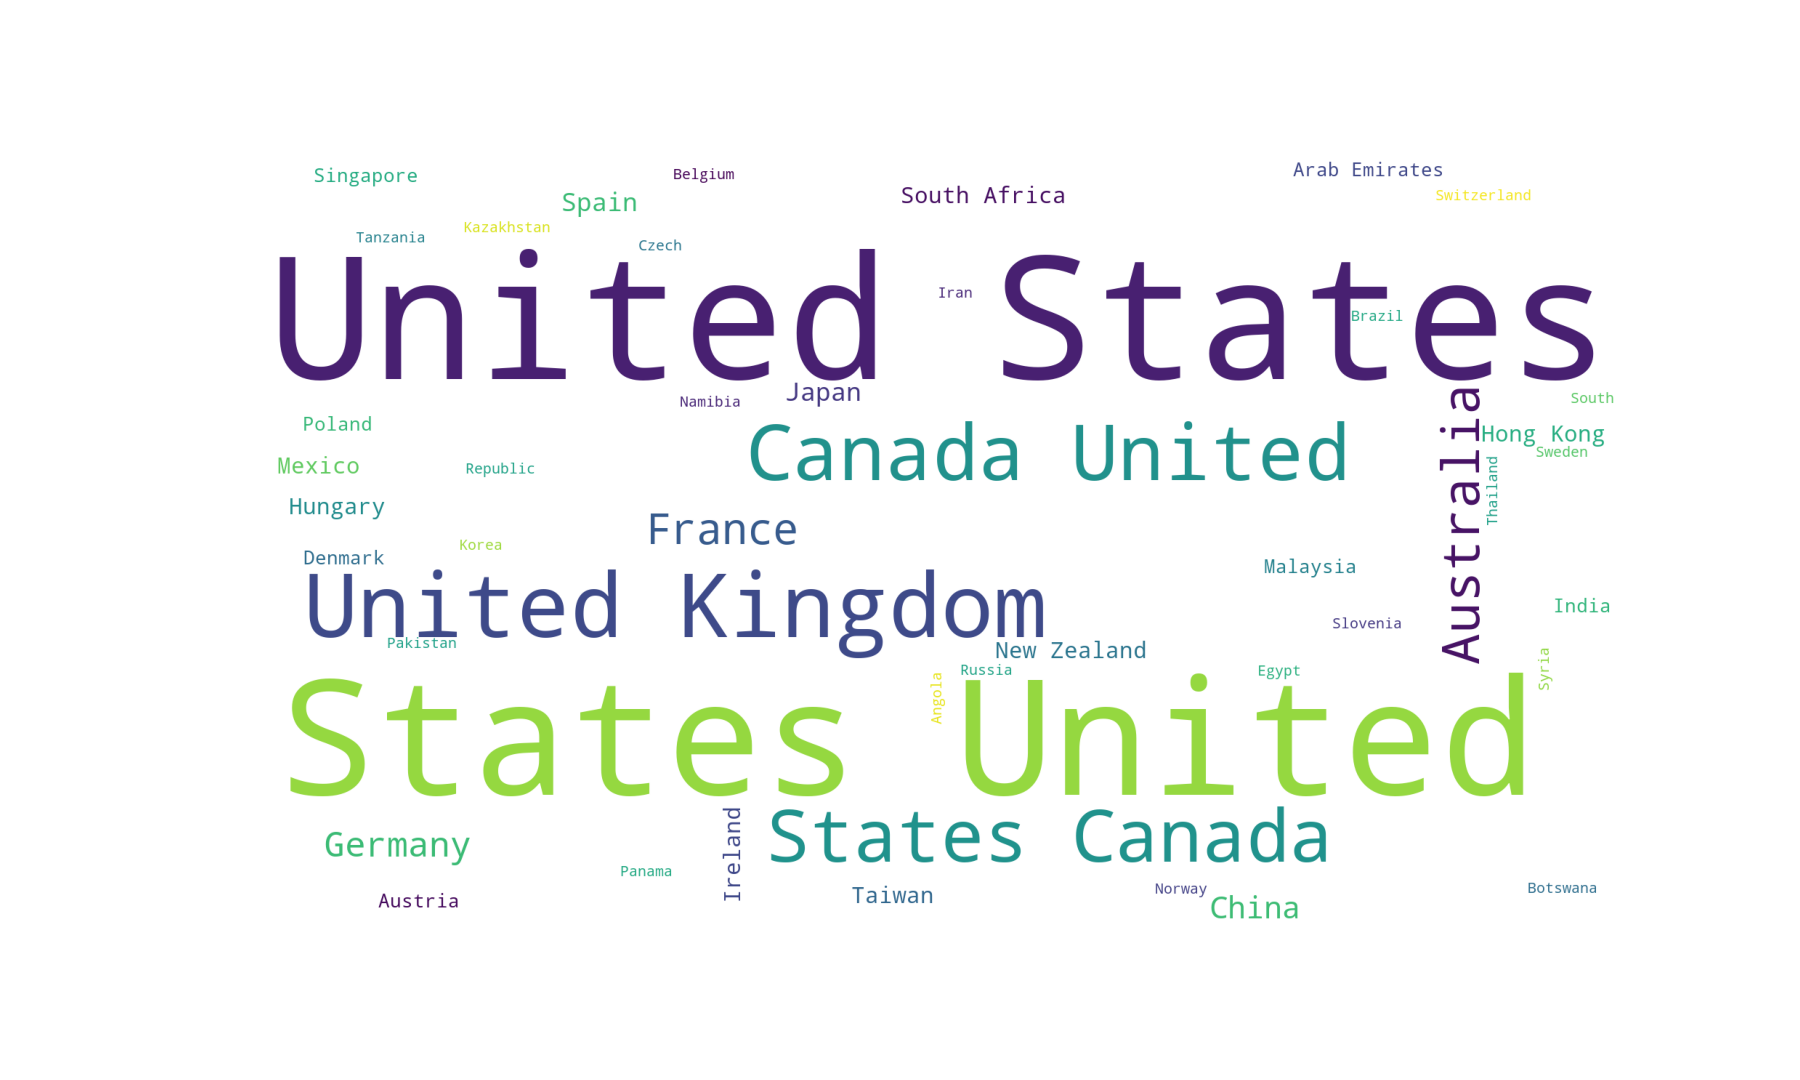 Singapore
Belgium
Arab Emirates
Spain
South Africa
Switzerland
Tanzania
Kazakhstan
Czech
United States
Iran
Brazil
Namibia
Japan
Australia
South
Poland
Canada United
Hong Kong
Mexico
Republic
Sweden
Thailand
Hungary
France
Denmark
Korea
Malaysia
United Kingdom
India
Slovenia
Pakistan
New Zealand
Russia
Egypt
Syria
Angola
States United
Germany
Ireland
States Canada
Panama
Austria
Taiwan
Norway
China
Botswana